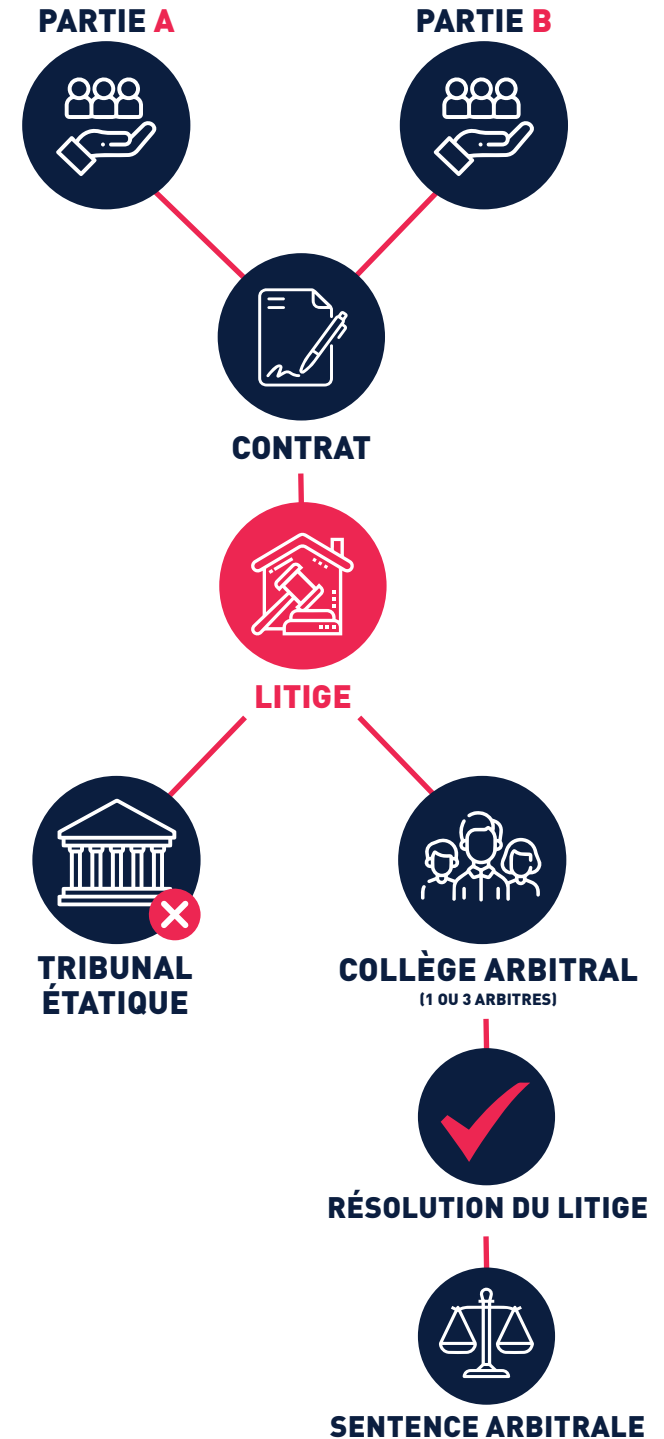 PARTIE A
PARTIE B
CONTRAT
LITIGE
TRIBUNAL
ÉTATIQUE
COLLÈGE ARBITRAL
(1 OU 3 ARBITRES)
RÉSOLUTION DU LITIGE
SENTENCE ARBITRALE